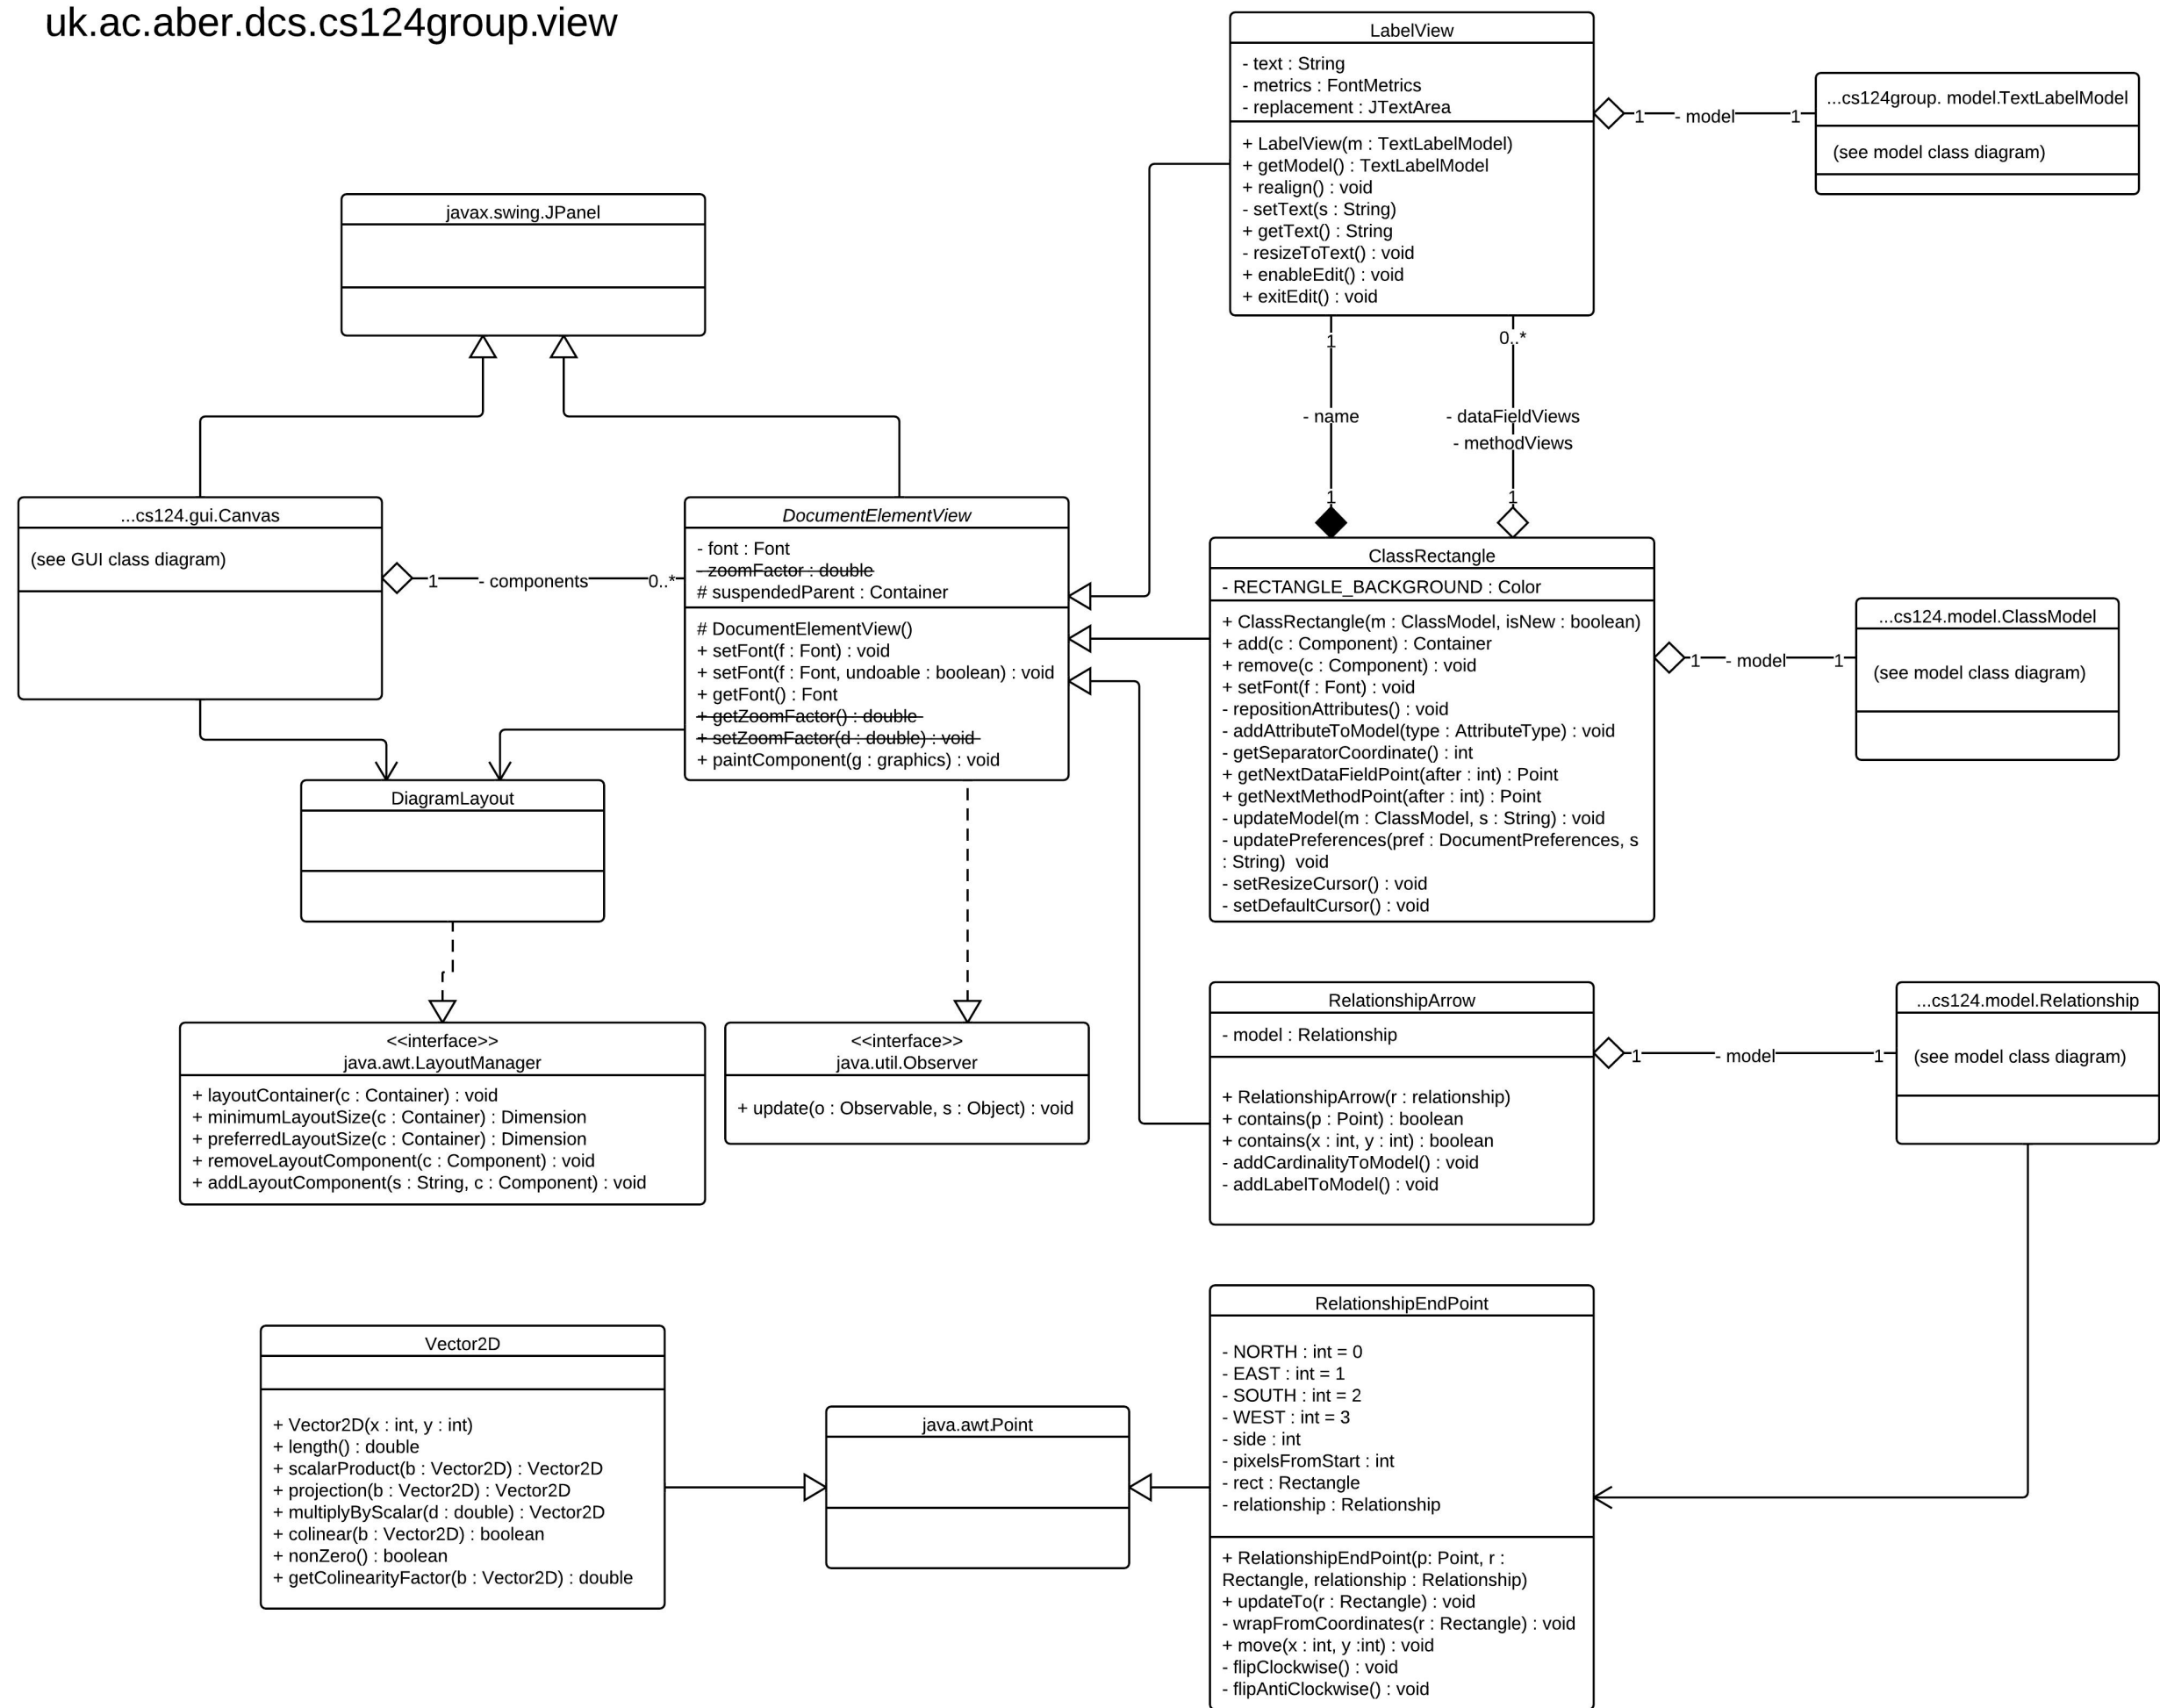 uk.ac.aber.dcs.cs124group.view
LabelView
- text : String
- metrics : FontMetrics
- replacement : JTextArea
+ LabelView(m : TextLabelModel)
+ getModel() : TextLabelModel
+ realign() : void
- setText(s : String)
+ getText() : String
- resizeToText() : void
+ enableEdit() : void
+ exitEdit() : void
1
- model
1
...cs124group. model.TextLabelModel
(see model class diagram)
javax.swing.JPanel
1
0..*
- name
- dataFieldViews
- methodViews
1
1
...cs124.gui.Canvas
(see GUI class diagram)
1
- components
0..*
DocumentElementView
- font : Font
- zoomFactor : double
# suspendedParent : Container
# DocumentElementView()
+ setFont(f : Font) : void
+ setFont(f : Font, undoable : boolean) : void
+ getFont() : Font
+ getZoomFactor() : double
+ setZoomFactor(d : double) : void
+ paintComponent(g : graphics) : void
ClassRectangle
- RECTANGLE_BACKGROUND : Color
+ ClassRectangle(m : ClassModel, isNew : boolean)
+ add(c : Component) : Container
+ remove(c : Component) : void
+ setFont(f : Font) : void
- repositionAttributes() : void
- addAttributeToModel(type : AttributeType) : void
- getSeparatorCoordinate() : int
+ getNextDataFieldPoint(after : int) : Point
+ getNextMethodPoint(after : int) : Point
- updateModel(m : ClassModel, s : String) : void
- updatePreferences(pref : DocumentPreferences, s
: String)  void
- setResizeCursor() : void
- setDefaultCursor() : void
1
- model
1
...cs124.model.ClassModel
(see model class diagram)
DiagramLayout
<<interface>>
java.awt.LayoutManager
+ layoutContainer(c : Container) : void
+ minimumLayoutSize(c : Container) : Dimension
+ preferredLayoutSize(c : Container) : Dimension
+ removeLayoutComponent(c : Component) : void
+ addLayoutComponent(s : String, c : Component) : void
<<interface>>
java.util.Observer
+ update(o : Observable, s : Object) : void
RelationshipArrow
- model : Relationship
+ RelationshipArrow(r : relationship)
+ contains(p : Point) : boolean
+ contains(x : int, y : int) : boolean
- addCardinalityToModel() : void
- addLabelToModel() : void
1
- model
1
...cs124.model.Relationship
(see model class diagram)
Vector2D
+ Vector2D(x : int, y : int)
+ length() : double
+ scalarProduct(b : Vector2D) : Vector2D
+ projection(b : Vector2D) : Vector2D
+ multiplyByScalar(d : double) : Vector2D
+ colinear(b : Vector2D) : boolean
+ nonZero() : boolean
+ getColinearityFactor(b : Vector2D) : double
java.awt.Point
RelationshipEndPoint
- NORTH : int = 0
- EAST : int = 1
- SOUTH : int = 2
- WEST : int = 3
- side : int
- pixelsFromStart : int
- rect : Rectangle
- relationship : Relationship
+ RelationshipEndPoint(p: Point, r :
Rectangle, relationship : Relationship)
+ updateTo(r : Rectangle) : void
- wrapFromCoordinates(r : Rectangle) : void
+ move(x : int, y :int) : void
- flipClockwise() : void
- flipAntiClockwise() : void